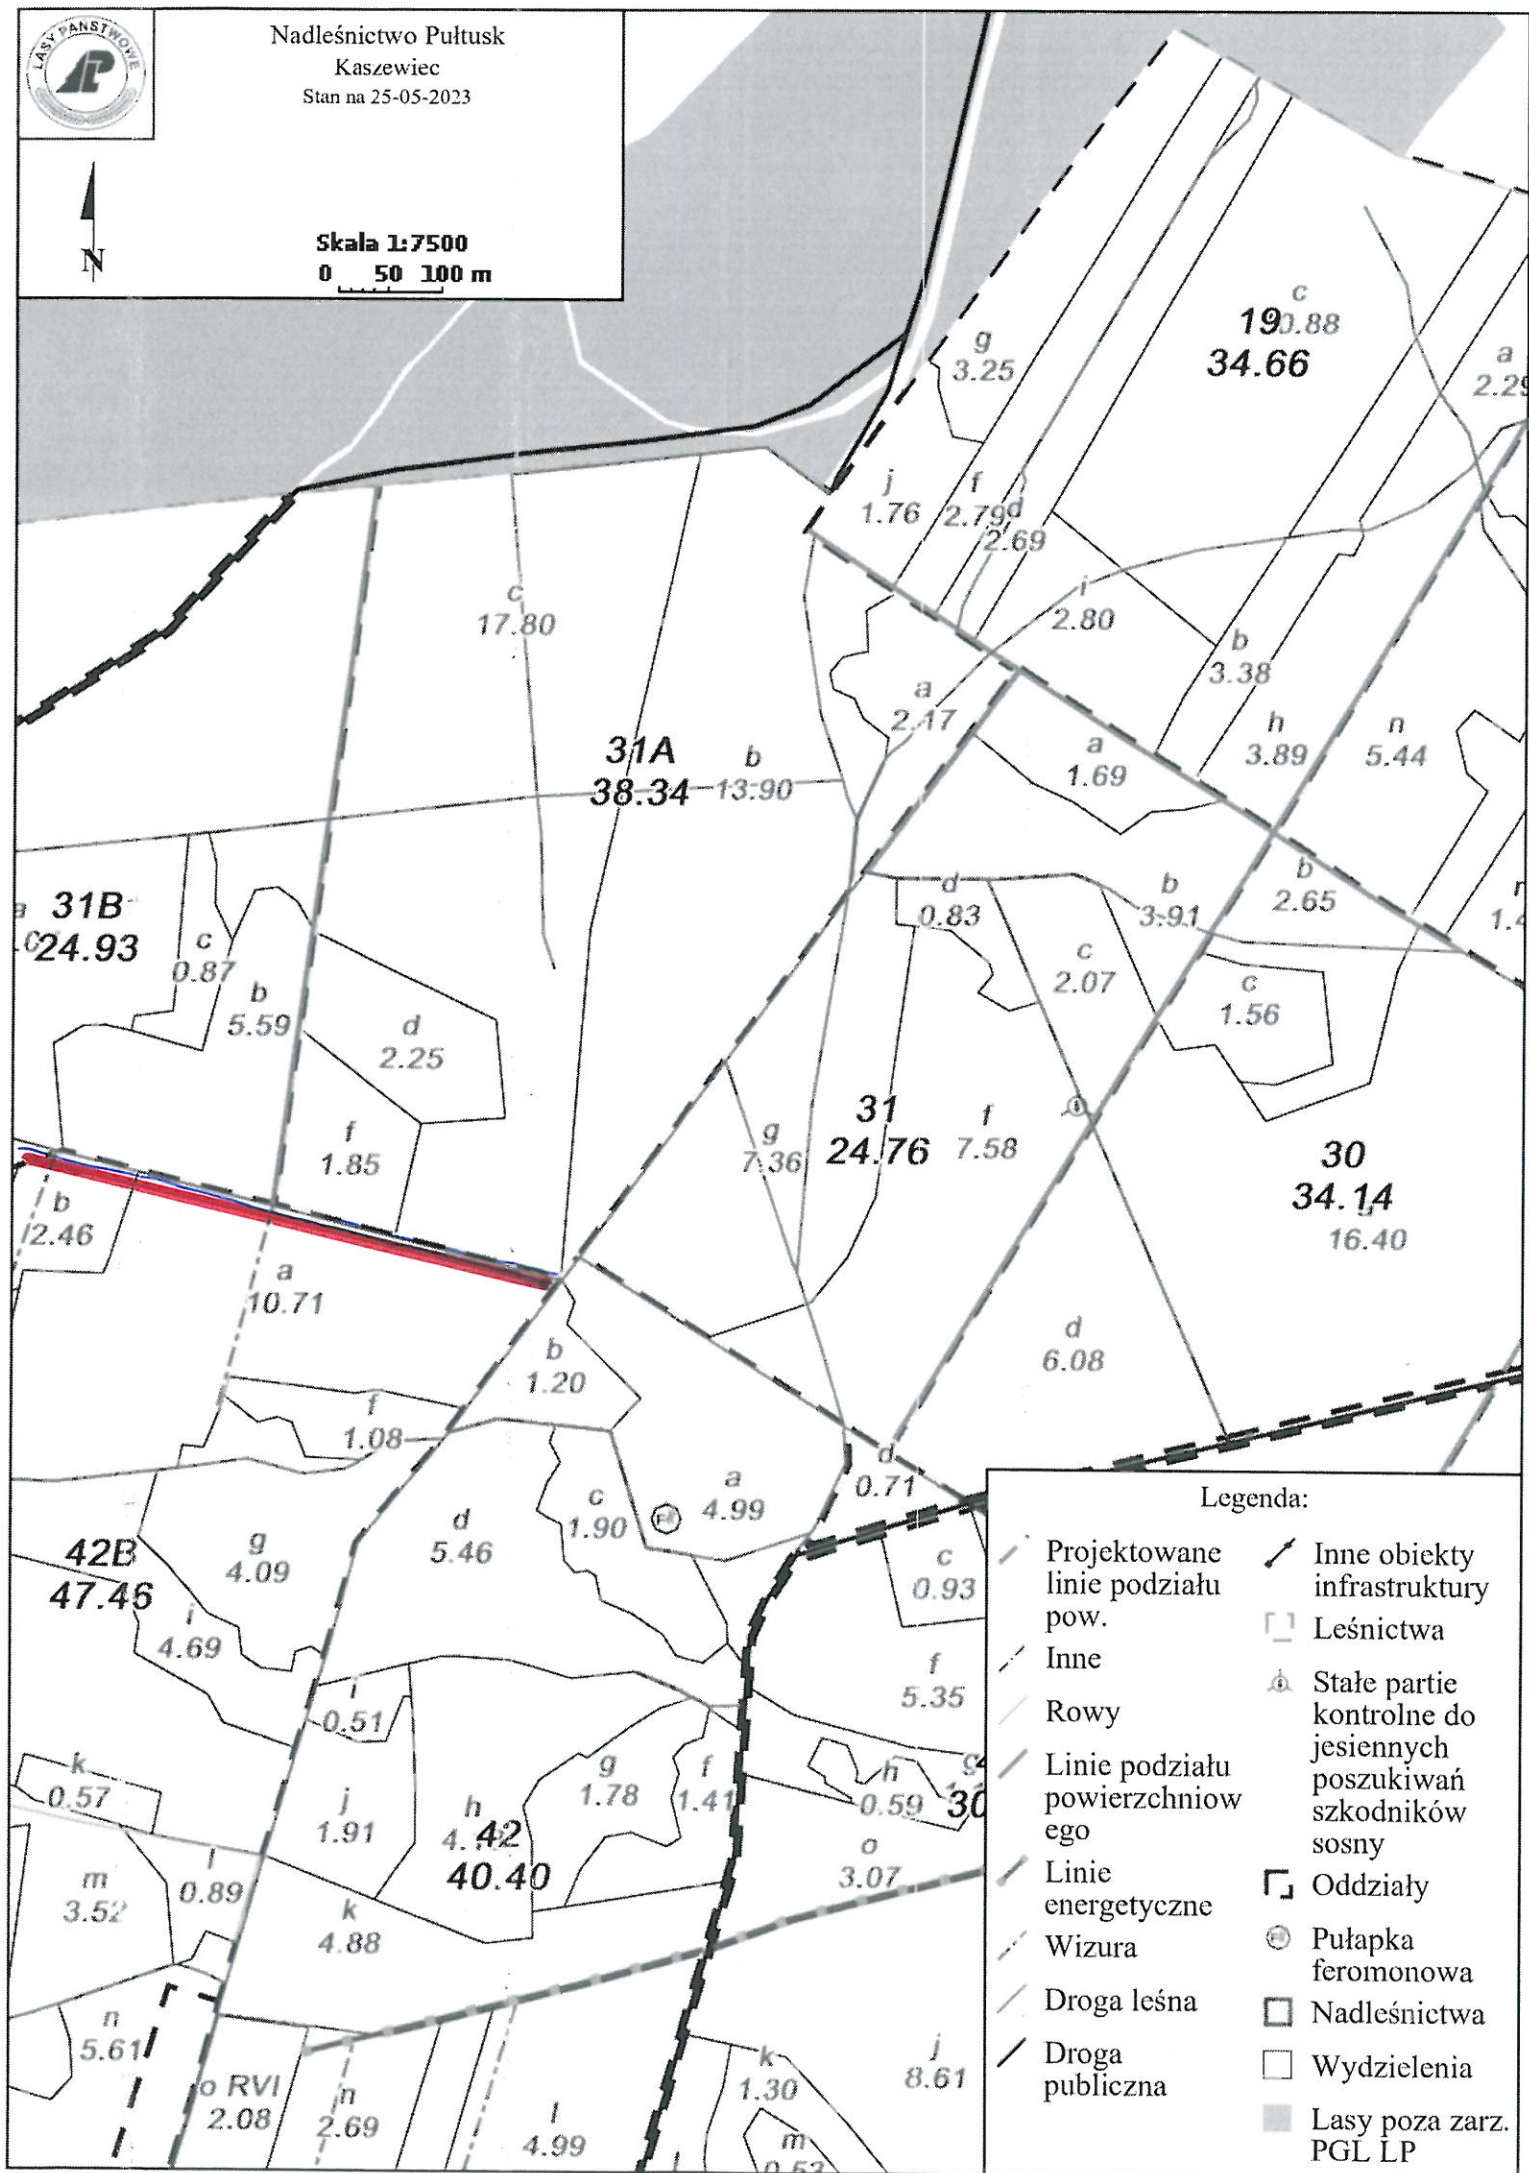 LASY PAŃSTWOWE
Nadleśnictwo Pułtusk
Kaszewiec
Stan na 25-05-2023
N
Skala 1:7500
0 50 100 m
c
19 0.88
34.66
g
3.25
a
2.29
j
1.76
f
2.79
d
2.69
i
2.80
b
3.38
c
17.80
a
2.17
h
3.89
n
5.44
31A
38.34
b
13.90
a
1.69
b
2.65
d
0.83
b
3.91
31B
24.93
a
c
0.87
b
5.59
c
2.07
c
1.56
d
2.25
31
24.76
f
7.58
g
7.36
f
1.85
30
34.14
16.40
b
2.46
a
10.71
d
6.08
b
1.20
f
1.08
d
0.71
a
4.99
c
1.90
d
5.46
42B
47.46
g
4.09
c
0.93
i
4.69
f
5.35
0.51
k
0.57
j
1.91
g
1.78
f
1.41
h
0.59
g
30
h
42
40.40
o
3.07
m
3.52
l
0.89
k
4.88
n
5.61
o RVI
2.08
n
2.69
l
4.99
k
1.30
j
8.61
m
0.53
Legenda:
Projektowane
linie podziału
pow.
Inne
Rowy
Linie podziału
powierzchniow
ego
Linie
energetyczne
Wizura
Droga leśna
Droga
publiczna
Inne obiekty
infrastruktury
Leśnictwa
Stałe partie
kontrolne do
jesiennych
poszukiwań
szkodników
sosny
Oddziały
Pułapka
feromonowa
Nadleśnictwa
Wydzielenia
Lasy poza zarz.
PGL LP